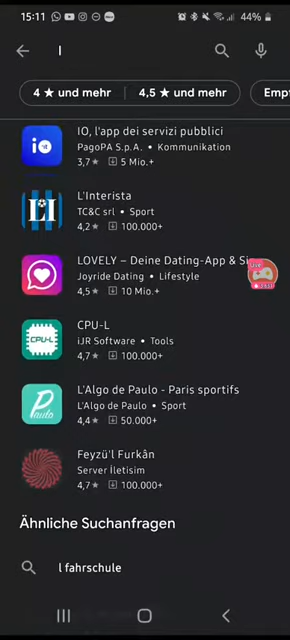 15:11
44%
l
4 ★ und mehr
4,5 ★ und mehr
Emp
IO, l'app dei servizi pubblici
PagoPA S.p.A. • Kommunikation
3,7 ★ 5 Mio.+
L'Interista
TC&C srl • Sport
4,2 ★ 100.000+
LOVELY – Deine Dating-App & Si
Joyride Dating • Lifestyle
4,5 ★ 10 Mio.+
CPU-L
CPU-L
iJR Software • Tools
4,7 ★ 100.000+
L'Algo de Paulo - Paris sportifs
L'Algo de Paulo • Sport
4,4 ★ 50.000+
Feyzü'l Furkân
Server İletisim
4,7 ★ 100.000+
Ähnliche Suchanfragen
l fahrschule